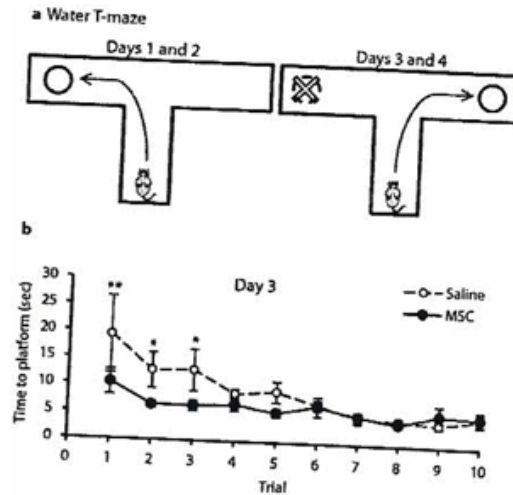 a Water T-maze
Days 1 and 2
Days 3 and 4
b
Day 3
Saline
MSC
Time to platform (sec)
30
25
20
15
10
5
0
**
*
*
0 1 2 3 4 5 6 7 8 9 10
Trial